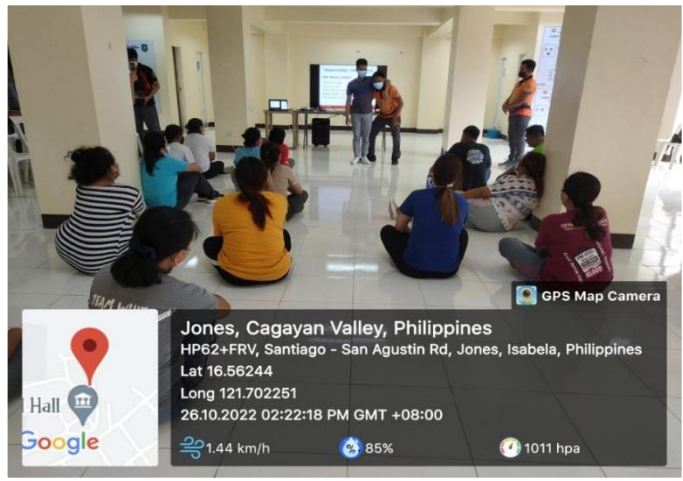 GPS Map Camera
Jones, Cagayan Valley, Philippines
HP62+FRV, Santiago - San Agustin Rd, Jones, Isabela, Philippines
Lat 16.56244
Long 121.702251
26.10.2022 02:22:18 PM GMT +08:00
1.44 km/h
85%
1011 hpa
Hall
Google
TEAM
BLOOD